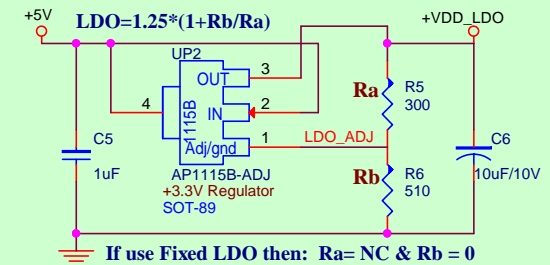 +5V
LDO=1.25*(1+Rb/Ra)
+VDD_LDO
UP2
OUT
3
4
1115B
IN
2
Ra
R5
300
Adj/gnd
1
LDO_ADJ
C5
1uF
C6
10uF/10V
Rb
R6
510
AP1115B-ADJ
+3.3V Regulator
SOT-89
If use Fixed LDO then: Ra= NC & Rb = 0